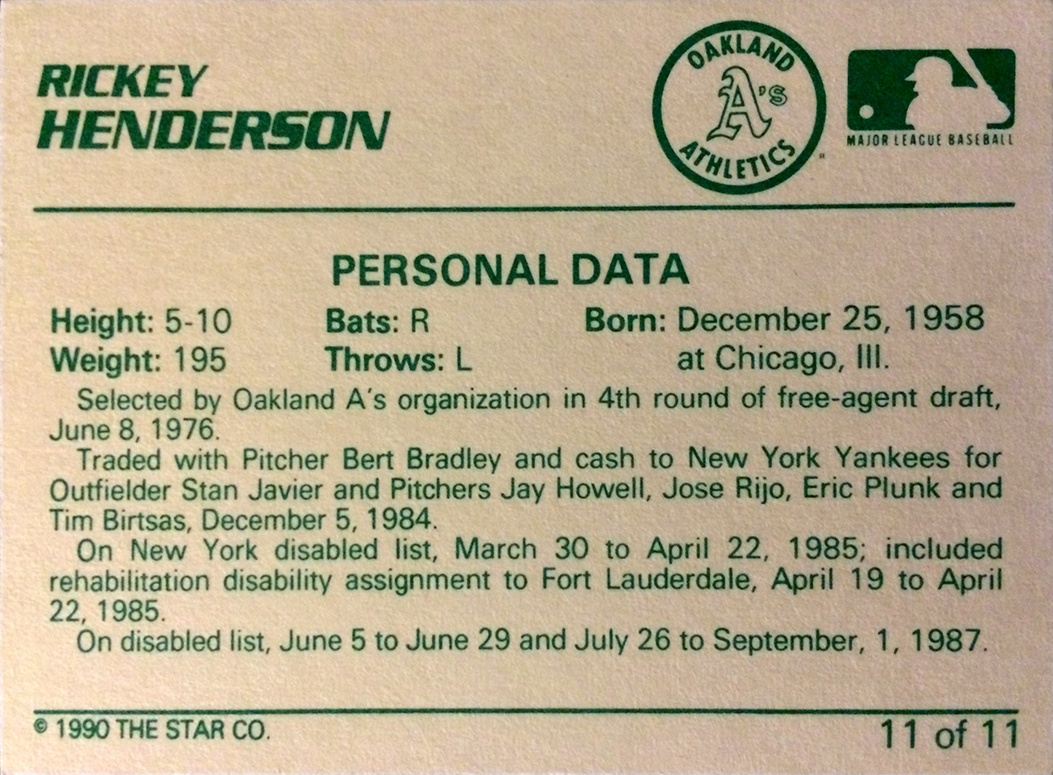 RICKEY
HENDERSON
OAKLAND
A's
ATHLETICS
MAJOR LEAGUE BASEBALL
PERSONAL DATA
Height: 5-10 Bats: R Born: December 25, 1958
Weight: 195 Throws: L at Chicago, Ill.
Selected by Oakland A's organization in 4th round of free-agent draft,
June 8, 1976.
Traded with Pitcher Bert Bradley and cash to New York Yankees for
Outfielder Stan Javier and Pitchers Jay Howell, Jose Rijo, Eric Plunk and
Tim Birtsas, December 5, 1984.
On New York disabled list, March 30 to April 22, 1985; included
rehabilitation disability assignment to Fort Lauderdale, April 19 to April
22, 1985.
On disabled list, June 5 to June 29 and July 26 to September, 1, 1987.
© 1990 THE STAR CO.
11 of 11